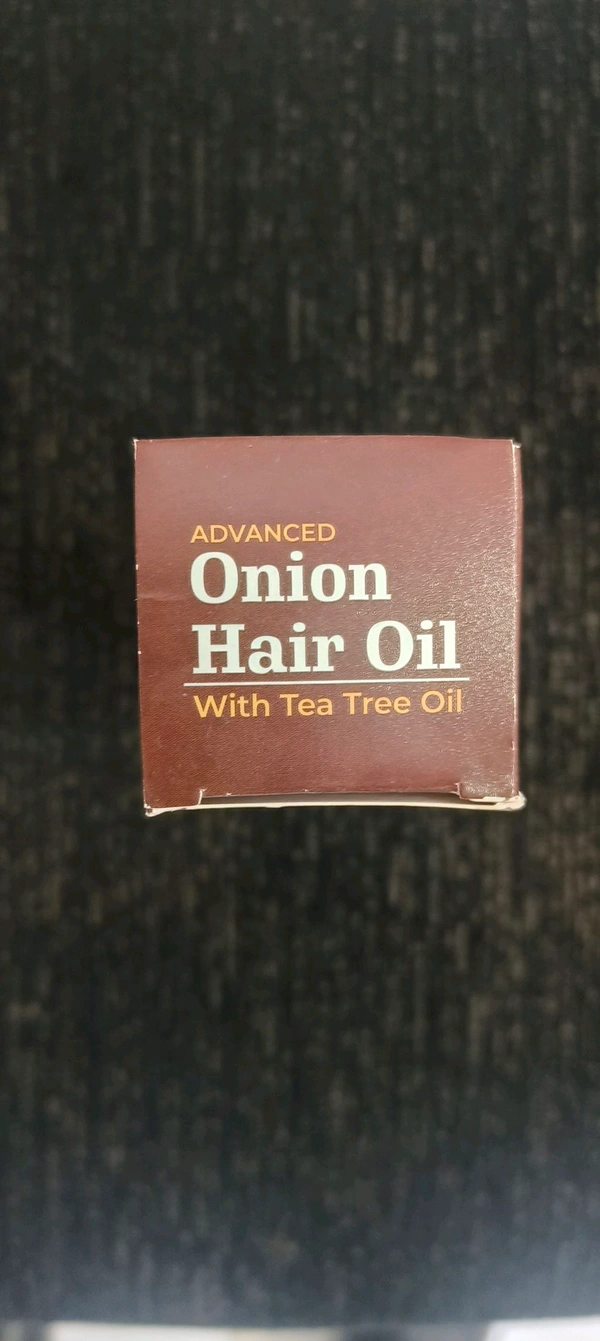 ADVANCED
Onion
Hair Oil
With Tea Tree Oil